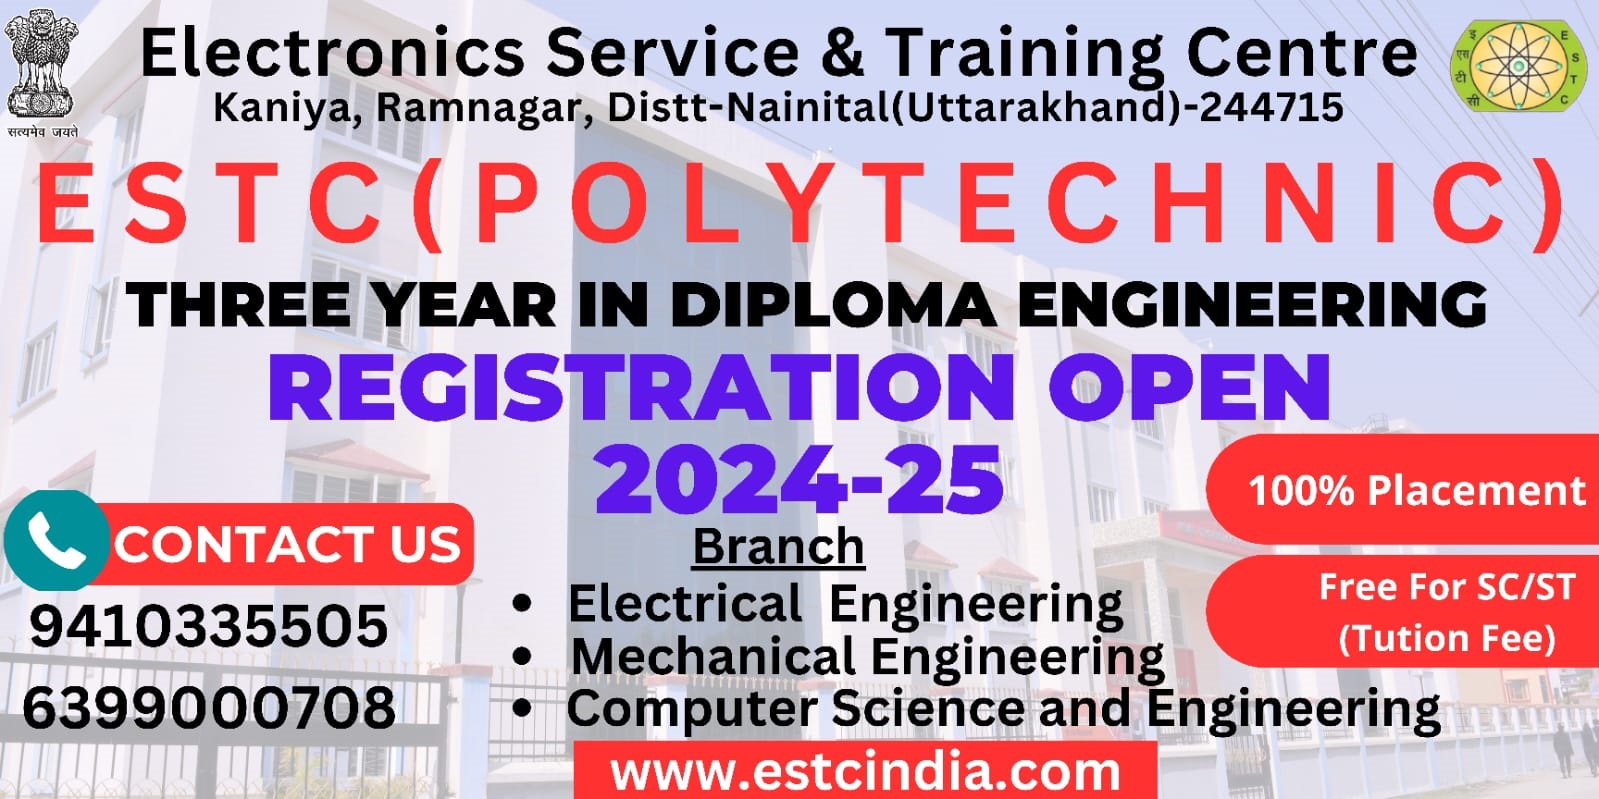 Electronics Service & Training Centre
Kaniya, Ramnagar, Distt-Nainital(Uttarakhand)-244715
सत्यमेव जयते
इ
एस
टी
सी
E
S
T
C
ESTC(POLYTECHNIC)
THREE YEAR IN DIPLOMA ENGINEERING
REGISTRATION OPEN
2024-25
100% Placement
Free For SC/ST
(Tution Fee)
CONTACT US
9410335505
6399000708
Branch
• Electrical Engineering
• Mechanical Engineering
• Computer Science and Engineering
www.estcindia.com